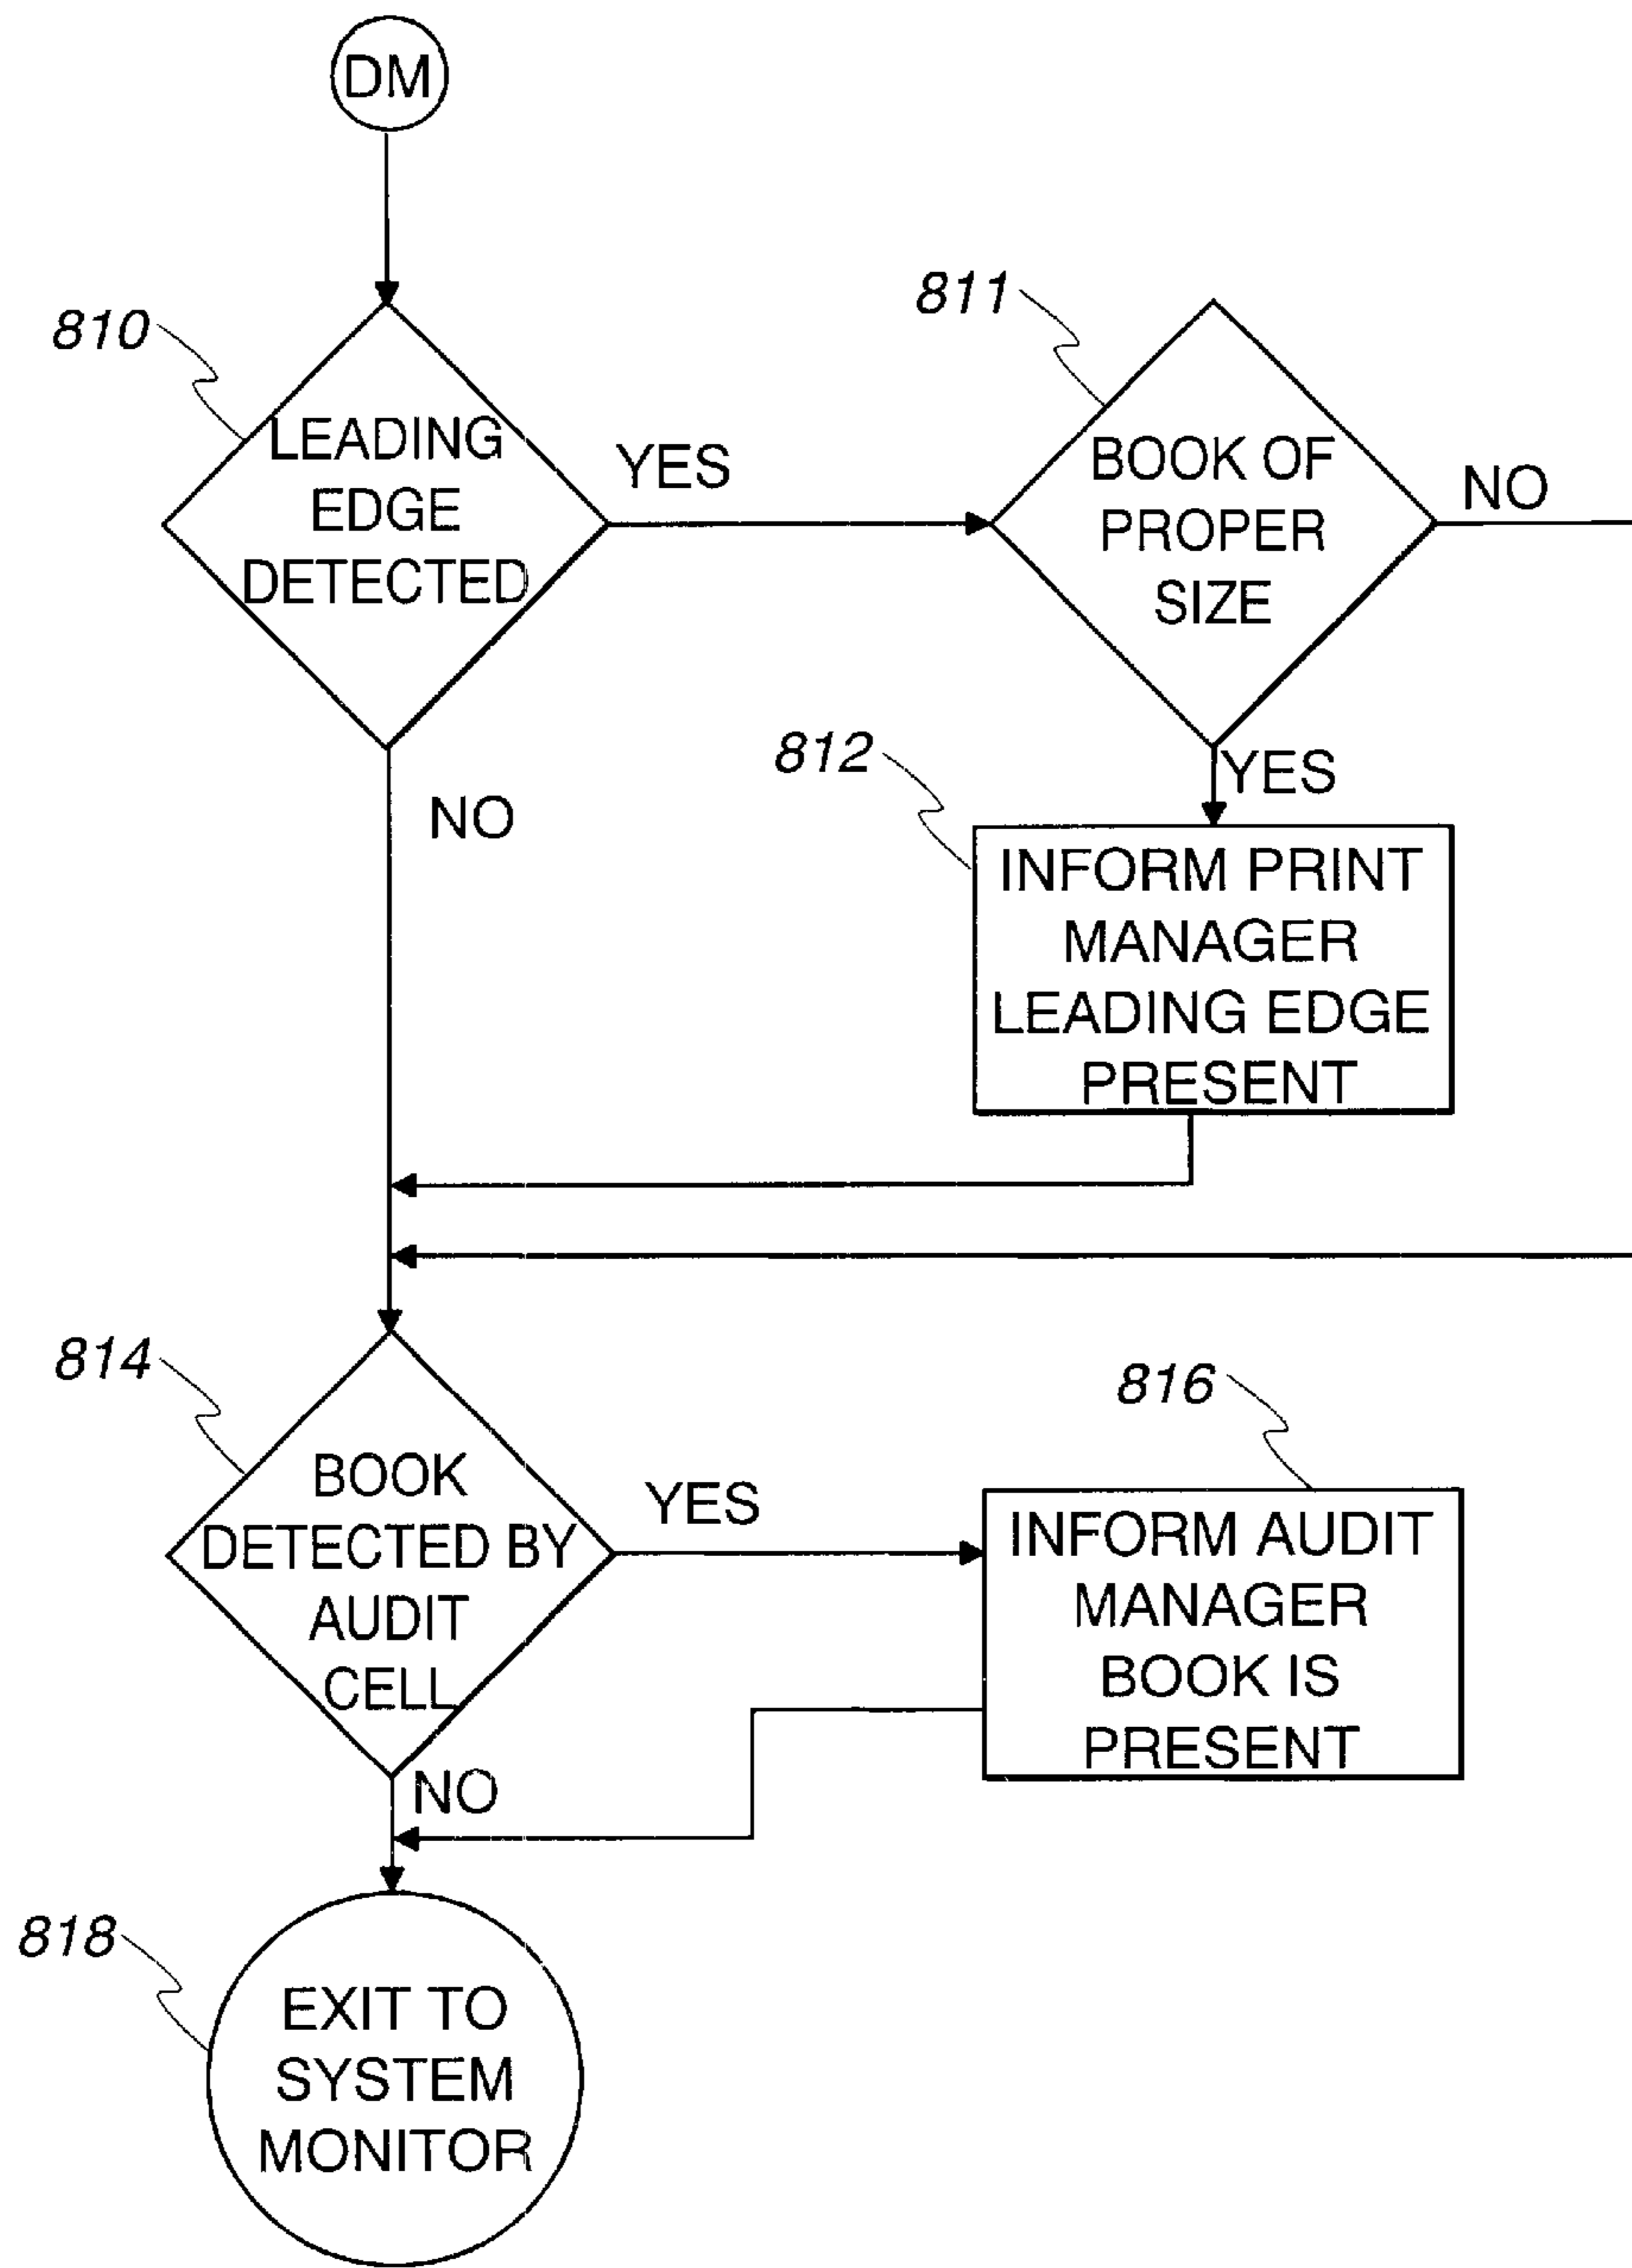 DM
810
LEADING
EDGE
DETECTED
YES
NO
811
BOOK OF
PROPER
SIZE
NO
YES
812
INFORM PRINT
MANAGER
LEADING EDGE
PRESENT
814
BOOK
DETECTED BY
AUDIT
CELL
YES
NO
816
INFORM AUDIT
MANAGER
BOOK IS
PRESENT
818
EXIT TO
SYSTEM
MONITOR